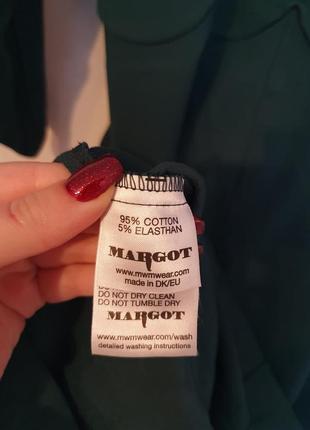 95% COTTON
5% ELASTHAN
MARGOT
www.mwmwear.com
made in DK/EU
DO NOT DRY CLEAN
DO NOT TUMBLE DRY
MARGOT
www.mwmwear.com/wash
detailed washing instructions